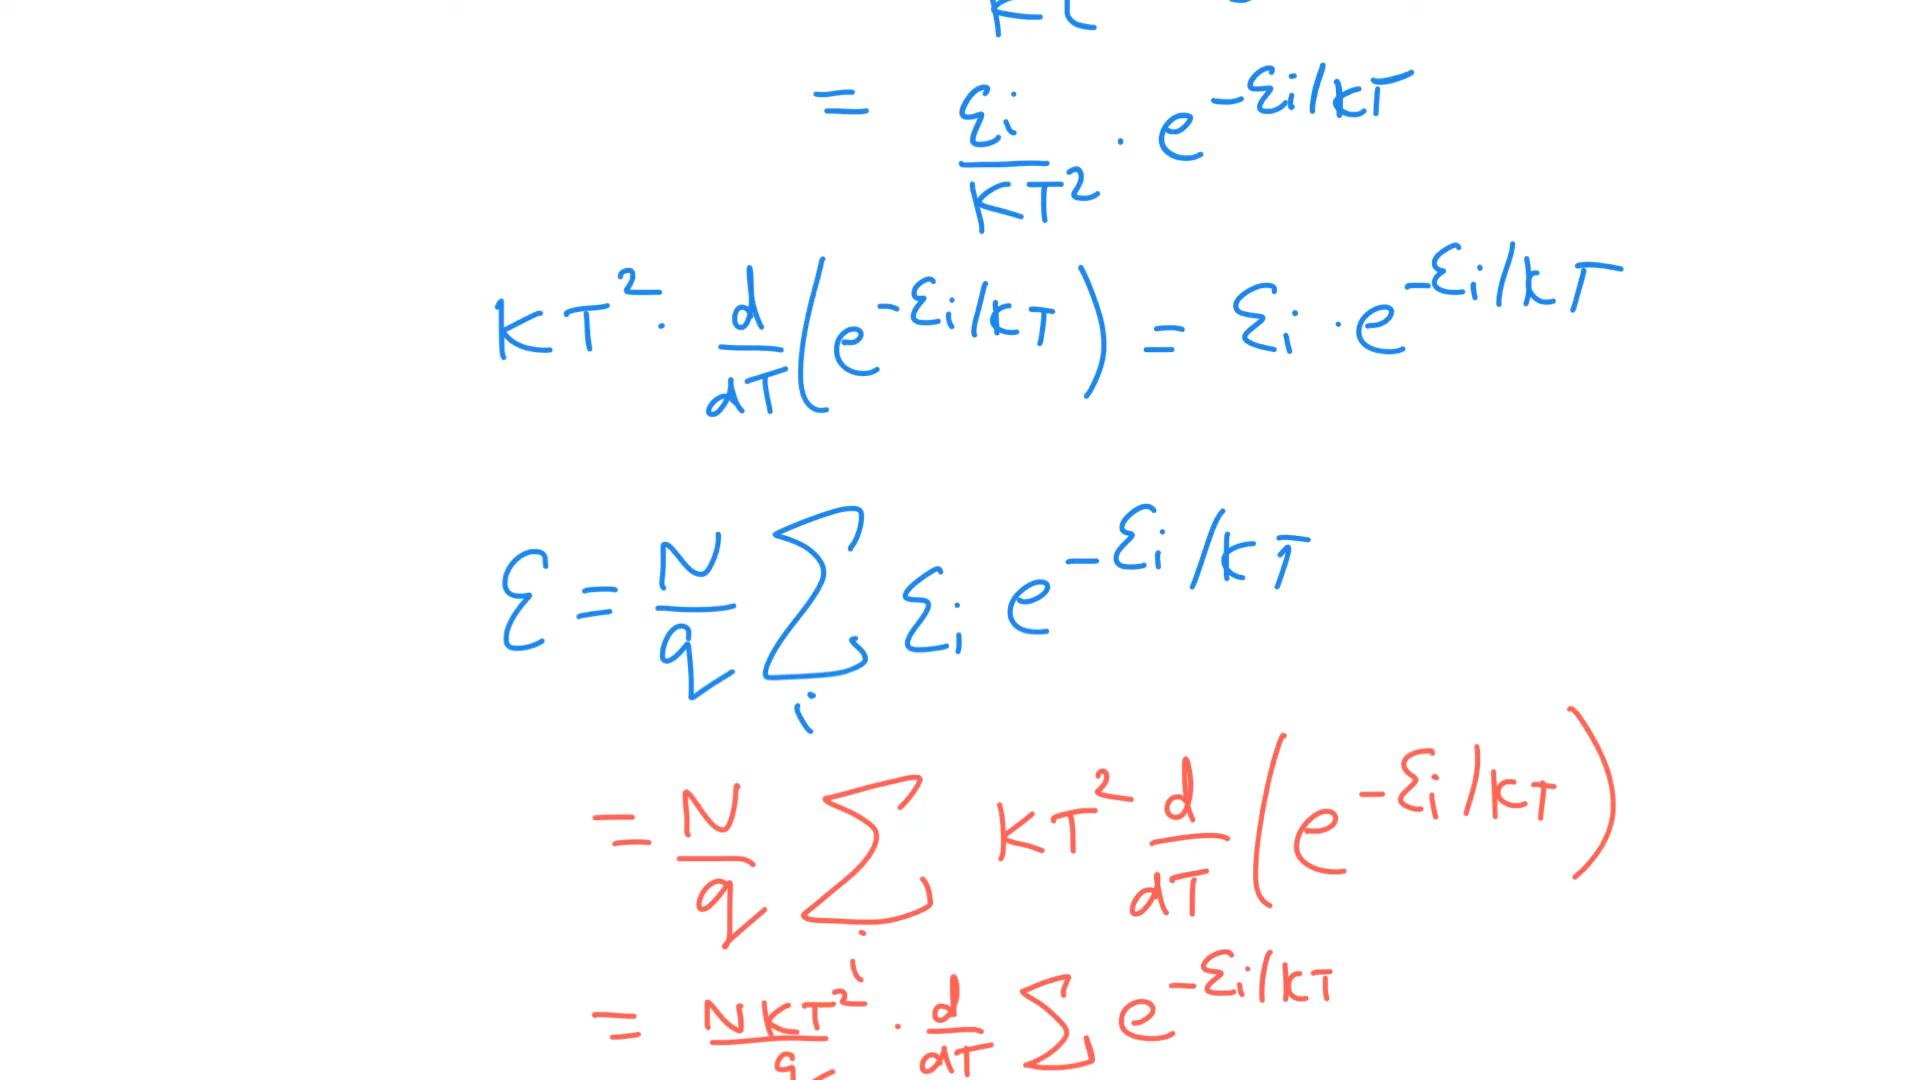 = εi/KT² · e^(-εi/kT)
KT² · d/dT (e^(-εi/kT)) = εi · e^(-εi/kT)
ε = N/q Σ_i εi e^(-εi/kT)
= N/q Σ_i KT² d/dT (e^(-εi/kT))
= NKT²/q · d/dT Σ e^(-εi/kT)